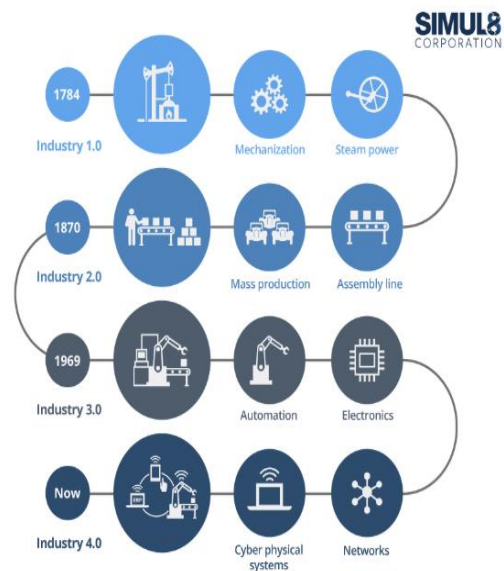 SIMUL8
CORPORATION
1784
Industry 1.0
Mechanization
Steam power
1870
Industry 2.0
Mass production
Assembly line
1969
Industry 3.0
Automation
Electronics
Now
ERP
Industry 4.0
Cyber physical
systems
Networks